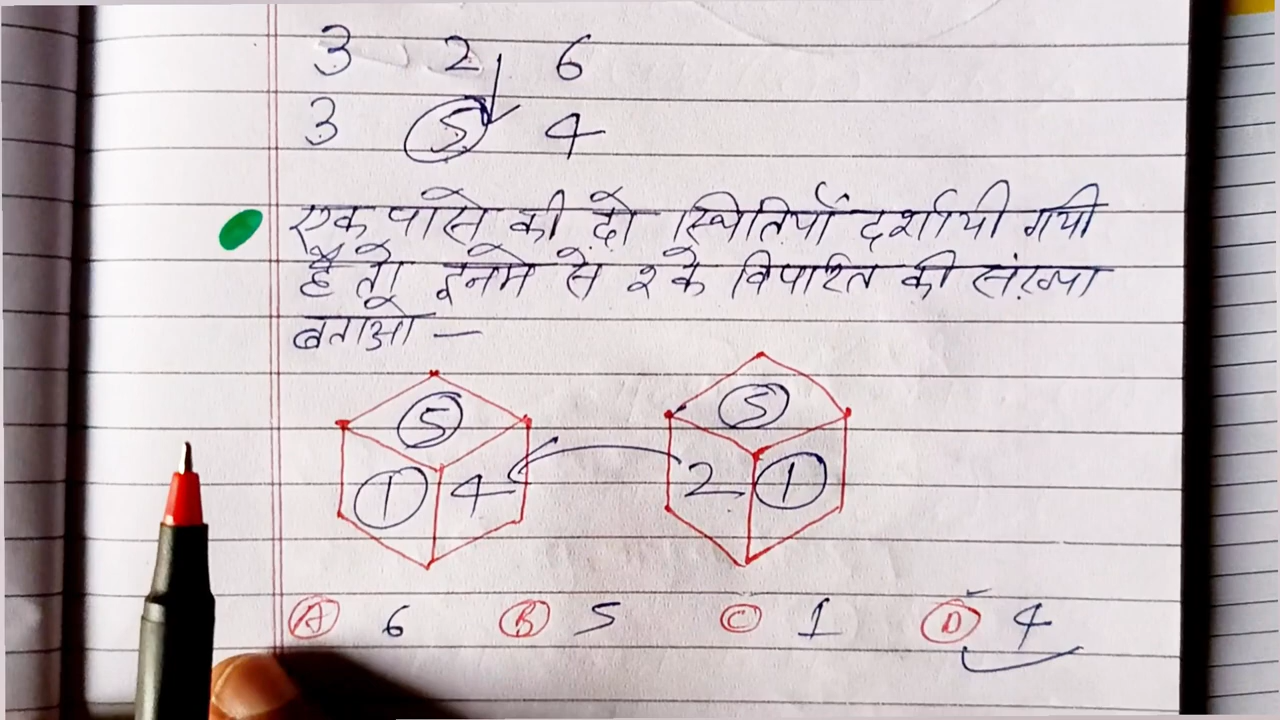 3 2 6
3 5 4
एक पासे की दो स्थितियाँ दर्शायी गयी
है तो इनमे से २ के विपरित की संख्या
बताओ —
5 5
1 4 2 1
A 6 B 5 C 1 D 4